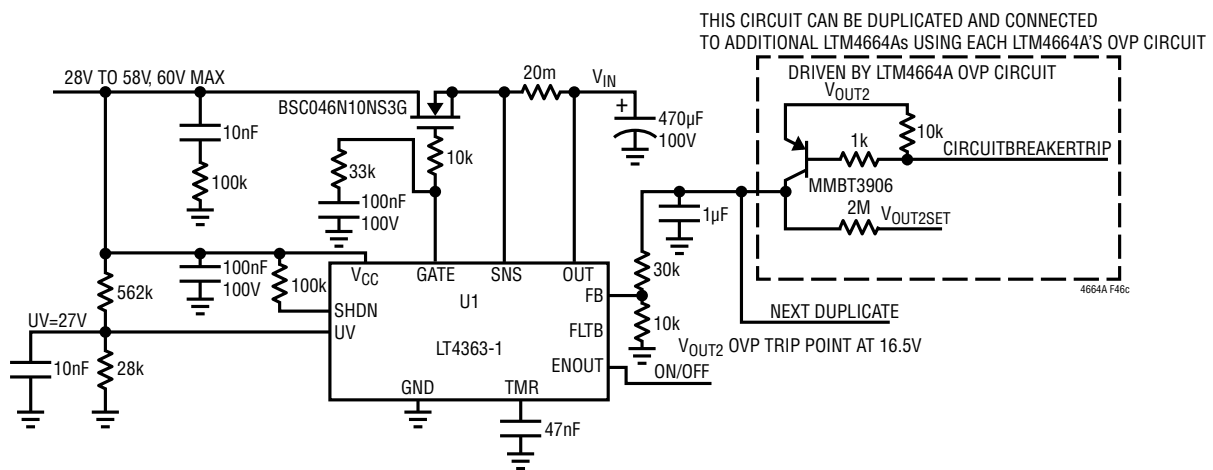 THIS CIRCUIT CAN BE DUPLICATED AND CONNECTED
TO ADDITIONAL LTM4664As USING EACH LTM4664A'S OVP CIRCUIT
28V TO 58V, 60V MAX
BSC046N10NS3G
20m
VIN
+
470µF
100V
DRIVEN BY LTM4664A OVP CIRCUIT
VOUT2
10k
1k
CIRCUITBREAKERTRIP
MMBT3906
2M
VOUT2SET
4664A F46c
10nF
100k
33k
100nF
100V
10k
1µF
30k
10k
NEXT DUPLICATE
VOUT2 OVP TRIP POINT AT 16.5V
ON/OFF
562k
100nF
100V
100k
UV=27V
10nF
28k
VCC
GATE
SNS
OUT
U1
SHDN
FB
UV
FLTB
LT4363-1
ENOUT
GND
TMR
47nF